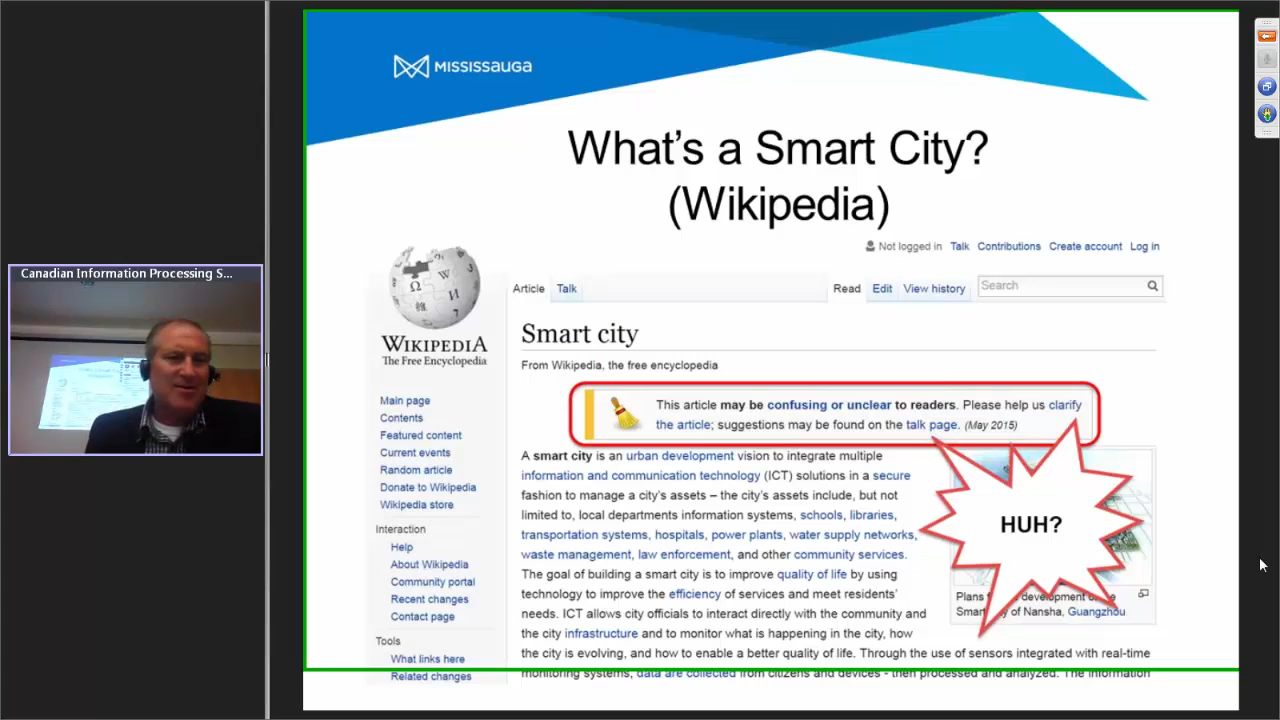 MISSISSAUGA
What's a Smart City?
(Wikipedia)
Canadian Information Processing S...
Not logged in Talk Contributions Create account Log in
Article Talk Read Edit View history Search
WIKIPEDIA
The Free Encyclopedia
Smart city
From Wikipedia, the free encyclopedia
This article may be confusing or unclear to readers. Please help us clarify
the article; suggestions may be found on the talk page. (May 2015)
Main page
Contents
Featured content
Current events
Random article
Donate to Wikipedia
Wikipedia store
Interaction
Help
About Wikipedia
Community portal
Recent changes
Contact page
Tools
What links here
Related changes
A smart city is an urban development vision to integrate multiple
information and communication technology (ICT) solutions in a secure
fashion to manage a city's assets – the city's assets include, but not
limited to, local departments information systems, schools, libraries,
transportation systems, hospitals, power plants, water supply networks,
waste management, law enforcement, and other community services.
The goal of building a smart city is to improve quality of life by using
technology to improve the efficiency of services and meet residents'
needs. ICT allows city officials to interact directly with the community and
the city infrastructure and to monitor what is happening in the city, how
the city is evolving, and how to enable a better quality of life. Through the use of sensors integrated with real-time
monitoring systems, data are collected from citizens and devices - then processed and analyzed. The information
HUH?
Plans development
Smart of Nansha, Guangzhou